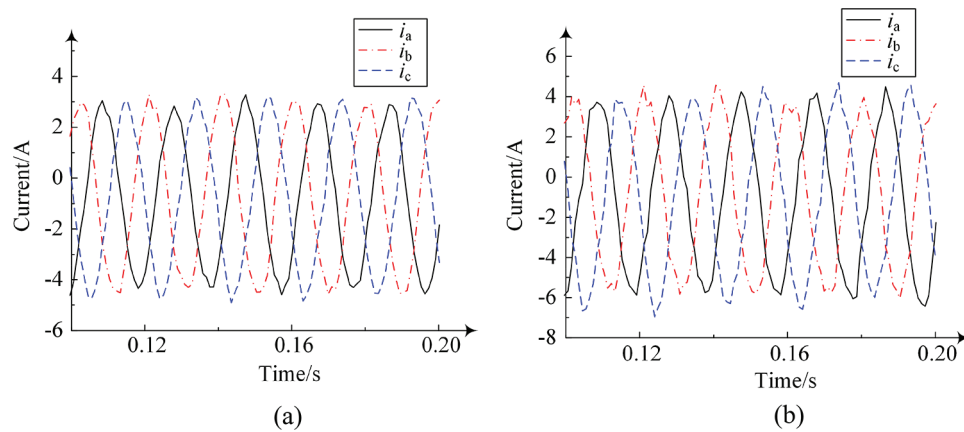 i_a
i_b
i_c
4
2
0
-2
-4
-6
Current/A
0.12
0.16
0.20
Time/s
(a)
i_a
i_b
i_c
6
4
2
0
-2
-4
-6
-8
Current/A
0.12
0.16
0.20
Time/s
(b)